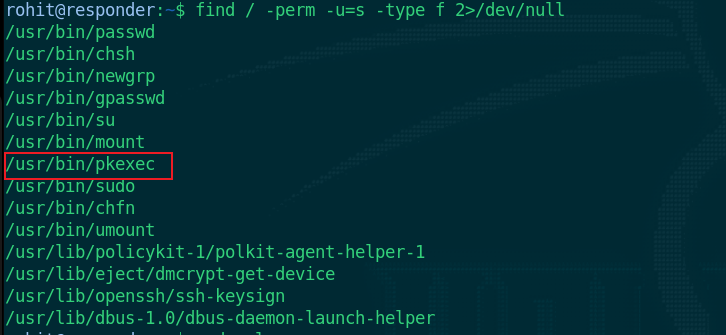 rohit@responder:~$ find / -perm -u=s -type f 2>/dev/null
/usr/bin/passwd
/usr/bin/chsh
/usr/bin/newgrp
/usr/bin/gpasswd
/usr/bin/su
/usr/bin/mount
/usr/bin/pkexec
/usr/bin/sudo
/usr/bin/chfn
/usr/bin/umount
/usr/lib/policykit-1/polkit-agent-helper-1
/usr/lib/eject/dmcrypt-get-device
/usr/lib/openssh/ssh-keysign
/usr/lib/dbus-1.0/dbus-daemon-launch-helper